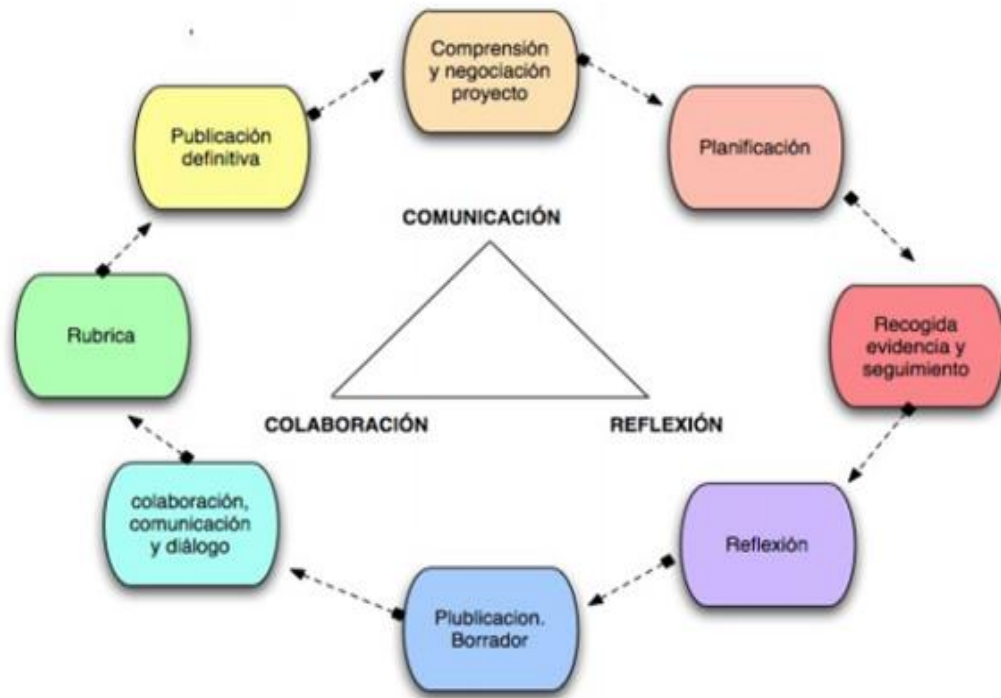 Comprensión
y negociación
proyecto
Planificación
Recogida
evidencia y
seguimiento
Reflexión
Plublicacion.
Borrador
colaboración,
comunicación
y diálogo
Rubrica
Publicación
definitiva
COMUNICACIÓN
COLABORACIÓN
REFLEXIÓN